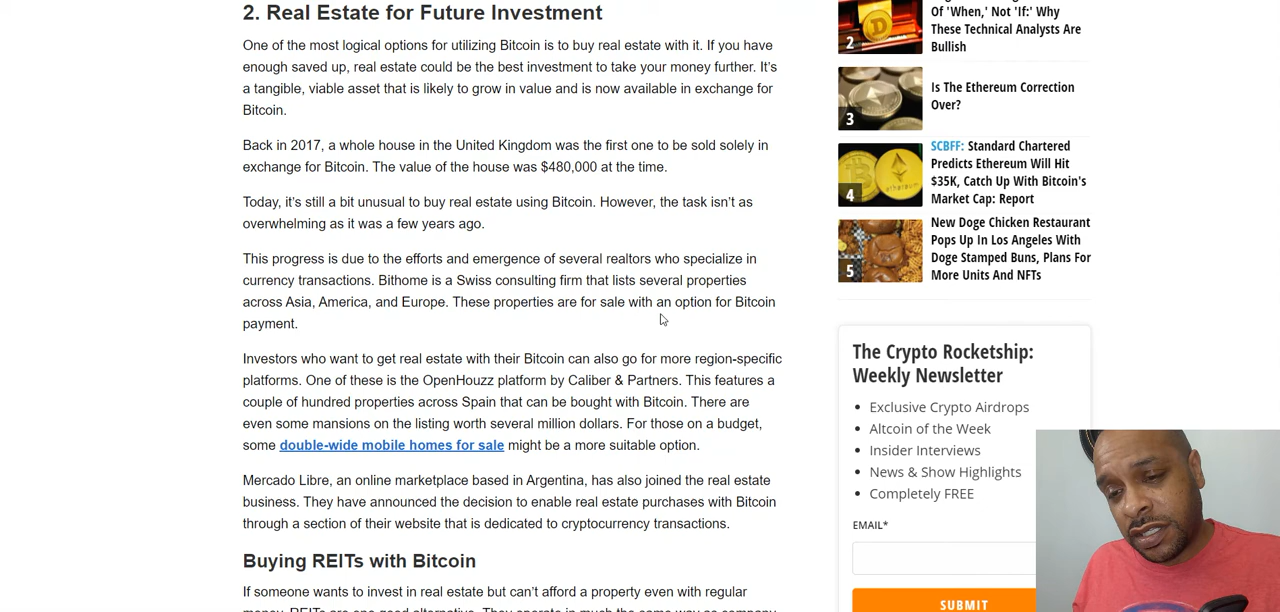 2. Real Estate for Future Investment
One of the most logical options for utilizing Bitcoin is to buy real estate with it. If you have
enough saved up, real estate could be the best investment to take your money further. It's
a tangible, viable asset that is likely to grow in value and is now available in exchange for
Bitcoin.
Back in 2017, a whole house in the United Kingdom was the first one to be sold solely in
exchange for Bitcoin. The value of the house was $480,000 at the time.
Today, it's still a bit unusual to buy real estate using Bitcoin. However, the task isn't as
overwhelming as it was a few years ago.
This progress is due to the efforts and emergence of several realtors who specialize in
currency transactions. Bithome is a Swiss consulting firm that lists several properties
across Asia, America, and Europe. These properties are for sale with an option for Bitcoin
payment.
Investors who want to get real estate with their Bitcoin can also go for more region-specific
platforms. One of these is the OpenHouzz platform by Caliber & Partners. This features a
couple of hundred properties across Spain that can be bought with Bitcoin. There are
even some mansions on the listing worth several million dollars. For those on a budget,
some double-wide mobile homes for sale might be a more suitable option.
Mercado Libre, an online marketplace based in Argentina, has also joined the real estate
business. They have announced the decision to enable real estate purchases with Bitcoin
through a section of their website that is dedicated to cryptocurrency transactions.
Buying REITs with Bitcoin
If someone wants to invest in real estate but can't afford a property even with regular
Of 'When,' Not 'If:' Why
These Technical Analysts Are
Bullish
2
Is The Ethereum Correction
Over?
3
SCBFF: Standard Chartered
Predicts Ethereum Will Hit
$35K, Catch Up With Bitcoin's
Market Cap: Report
4
New Doge Chicken Restaurant
Pops Up In Los Angeles With
Doge Stamped Buns, Plans For
More Units And NFTs
5
The Crypto Rocketship:
Weekly Newsletter
• Exclusive Crypto Airdrops
• Altcoin of the Week
• Insider Interviews
• News & Show Highlights
• Completely FREE
EMAIL*
SUBMIT